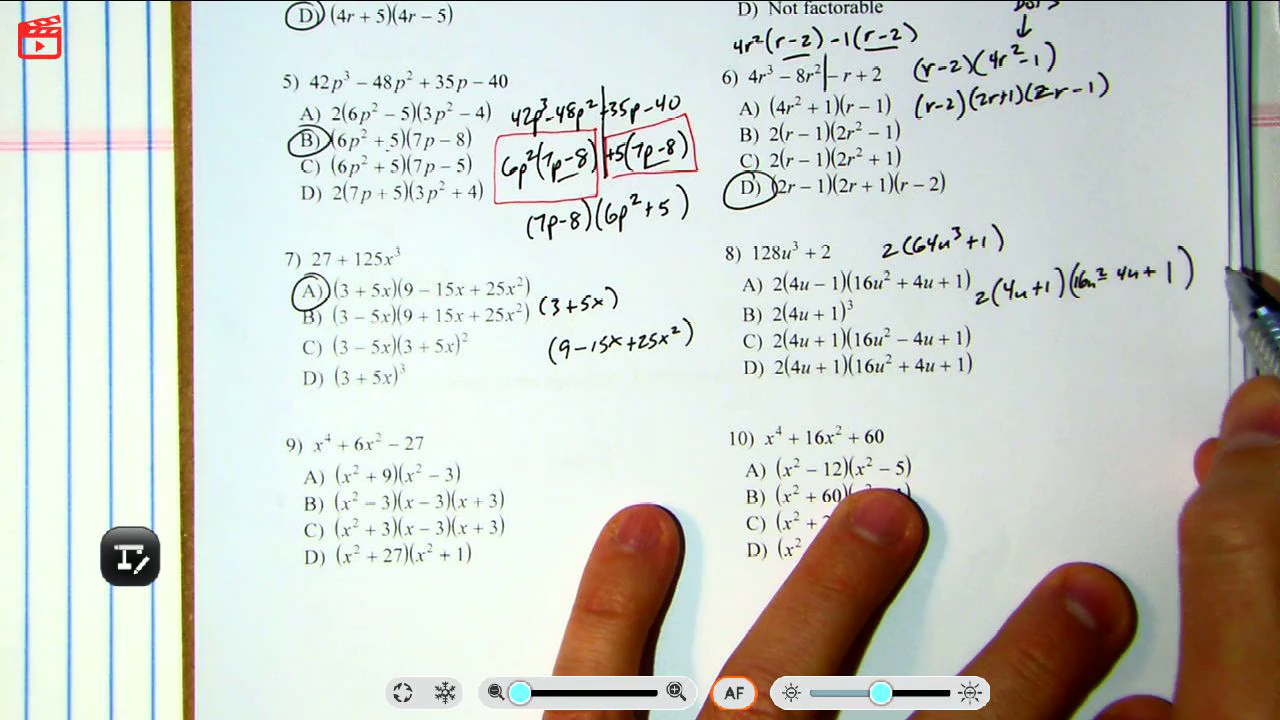 D) (4r + 5)(4r − 5)
D) Not factorable
4r²(r−2) −1(r−2)
5) 42p³ − 48p² + 35p − 40
A) 2(6p² − 5)(3p² − 4)
B) (6p² + 5)(7p − 8)
C) (6p² + 5)(7p − 5)
D) 2(7p + 5)(3p² + 4)
42p³−48p² +35p−40
6p²(7p−8) +5(7p−8)
(7p−8)(6p²+5)
6) 4r³ − 8r² − r + 2
A) (4r² + 1)(r − 1)
B) 2(r − 1)(2r² − 1)
C) 2(r − 1)(2r² + 1)
D) (2r − 1)(2r + 1)(r − 2)
(r−2)(4r²−1)
(r−2)(2r+1)(2r−1)
7) 27 + 125x³
A) (3 + 5x)(9 − 15x + 25x²)
B) (3 − 5x)(9 + 15x + 25x²)
C) (3 − 5x)(3 + 5x)²
D) (3 + 5x)³
(3+5x)
(9−15x+25x²)
8) 128u³ + 2
A) 2(4u − 1)(16u² + 4u + 1)
B) 2(4u + 1)³
C) 2(4u + 1)(16u² − 4u + 1)
D) 2(4u + 1)(16u² + 4u + 1)
2(64u³+1)
2(4u+1)(16u²−4u+1)
9) x⁴ + 6x² − 27
A) (x² + 9)(x² − 3)
B) (x² − 3)(x − 3)(x + 3)
C) (x² + 3)(x − 3)(x + 3)
D) (x² + 27)(x² + 1)
10) x⁴ + 16x² + 60
A) (x² − 12)(x² − 5)
B) (x² + 60)(
C) (x² +
D) (x²
AF